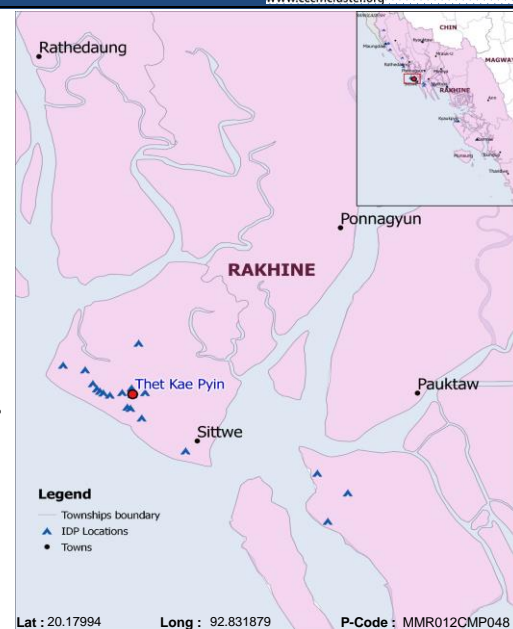 Rathedaung
CHIN
MAGWAY
RAKHINE
Ponnagyun
RAKHINE
Thet Kae Pyin
Pauktaw
Sittwe
Legend
Townships boundary
IDP Locations
Towns
Lat : 20.17994 Long : 92.831879 P-Code : MMR012CMP048